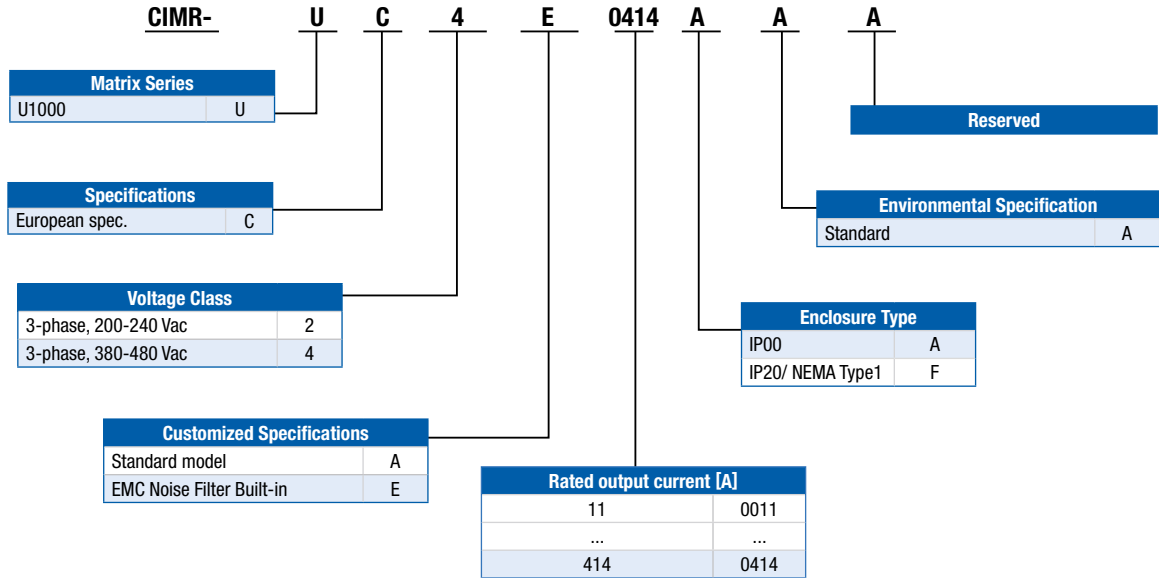 CIMR- U C 4 E 0414 A A A
Matrix Series
U1000 U
Reserved
Specifications
European spec. C
Environmental Specification
Standard A
Voltage Class
3-phase, 200-240 Vac 2
3-phase, 380-480 Vac 4
Enclosure Type
IP00 A
IP20/ NEMA Type1 F
Customized Specifications
Standard model A
EMC Noise Filter Built-in E
Rated output current [A]
11 0011
... ...
414 0414